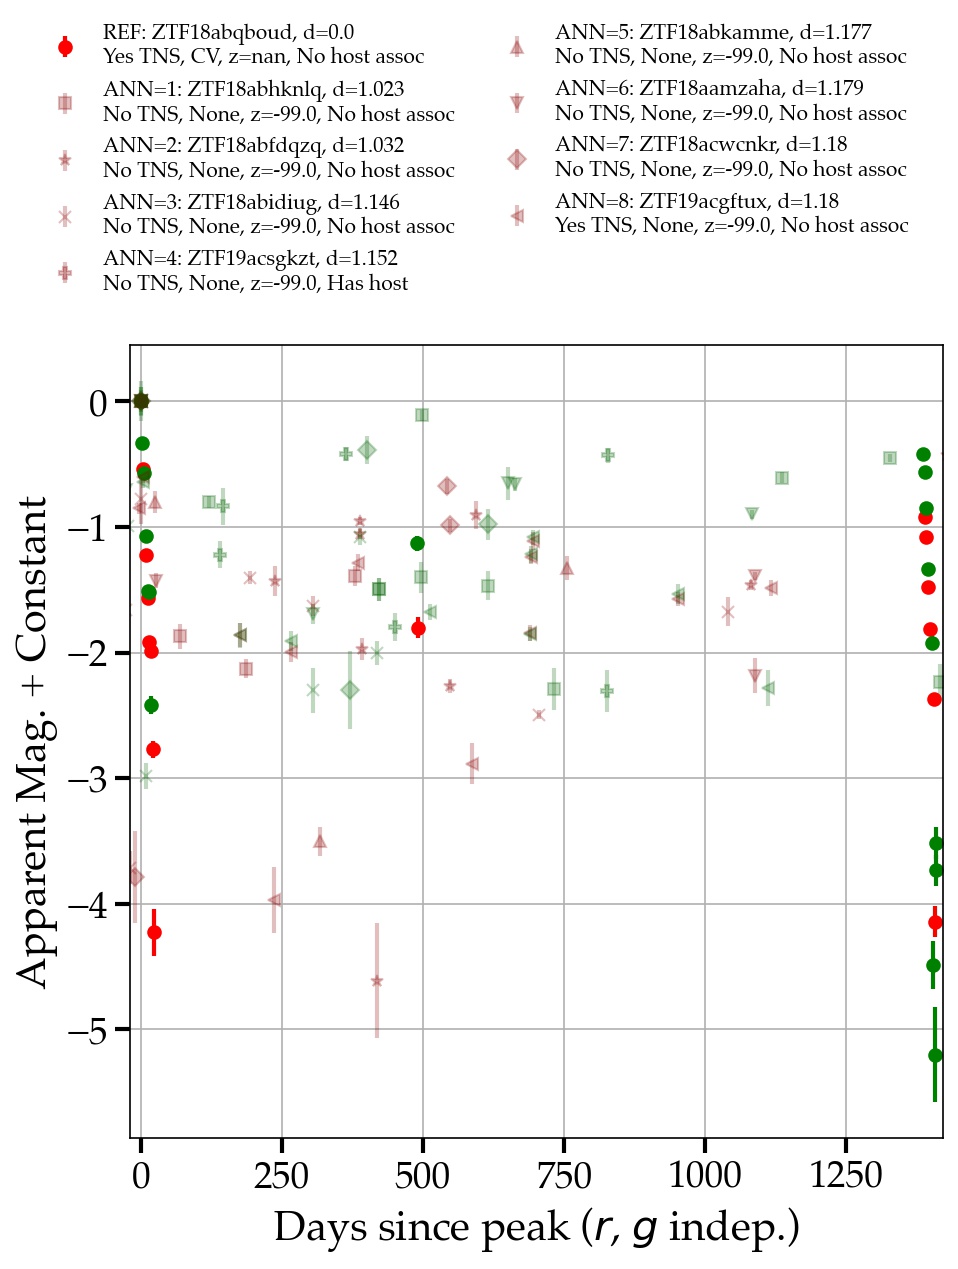 REF: ZTF18abqboud, d=0.0
Yes TNS, CV, z=nan, No host assoc
ANN=1: ZTF18abhknlq, d=1.023
No TNS, None, z=-99.0, No host assoc
ANN=2: ZTF18abfdqzq, d=1.032
No TNS, None, z=-99.0, No host assoc
ANN=3: ZTF18abidiug, d=1.146
No TNS, None, z=-99.0, No host assoc
ANN=4: ZTF19acsgkzt, d=1.152
No TNS, None, z=-99.0, Has host
ANN=5: ZTF18abkamme, d=1.177
No TNS, None, z=-99.0, No host assoc
ANN=6: ZTF18aamzaha, d=1.179
No TNS, None, z=-99.0, No host assoc
ANN=7: ZTF18acwcnkr, d=1.18
No TNS, None, z=-99.0, No host assoc
ANN=8: ZTF19acgftux, d=1.18
Yes TNS, None, z=-99.0, No host assoc
Apparent Mag. + Constant
0
−1
−2
−3
−4
−5
0 250 500 750 1000 1250
Days since peak (r, g indep.)